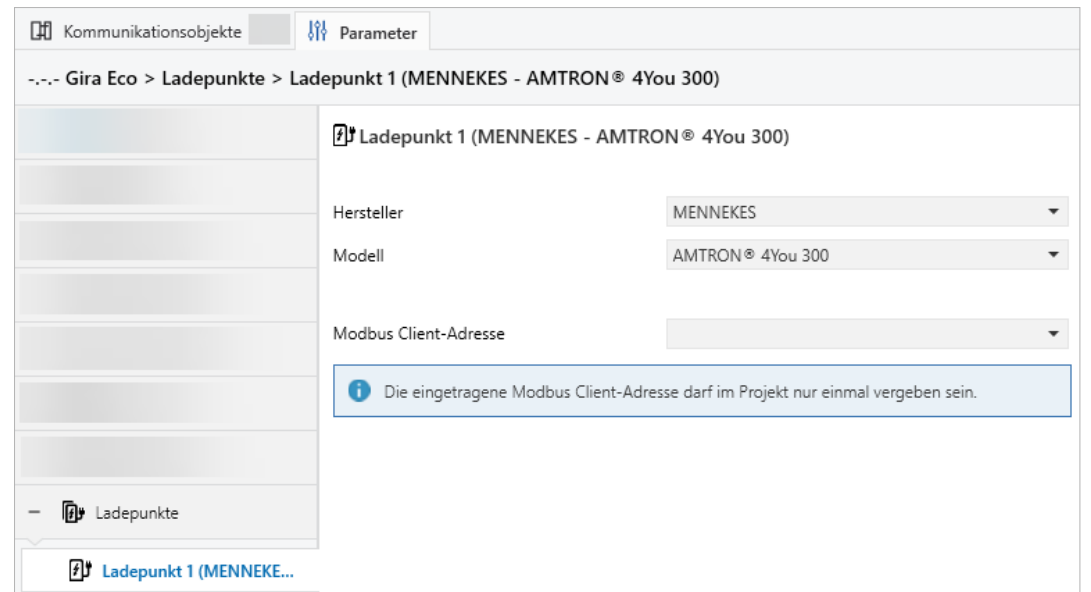 Kommunikationsobjekte
Parameter
-.-.- Gira Eco > Ladepunkte > Ladepunkt 1 (MENNEKES - AMTRON® 4You 300)
Ladepunkt 1 (MENNEKES - AMTRON® 4You 300)
Hersteller MENNEKES
Modell AMTRON® 4You 300
Modbus Client-Adresse
Die eingetragene Modbus Client-Adresse darf im Projekt nur einmal vergeben sein.
Ladepunkte
Ladepunkt 1 (MENNEKE...